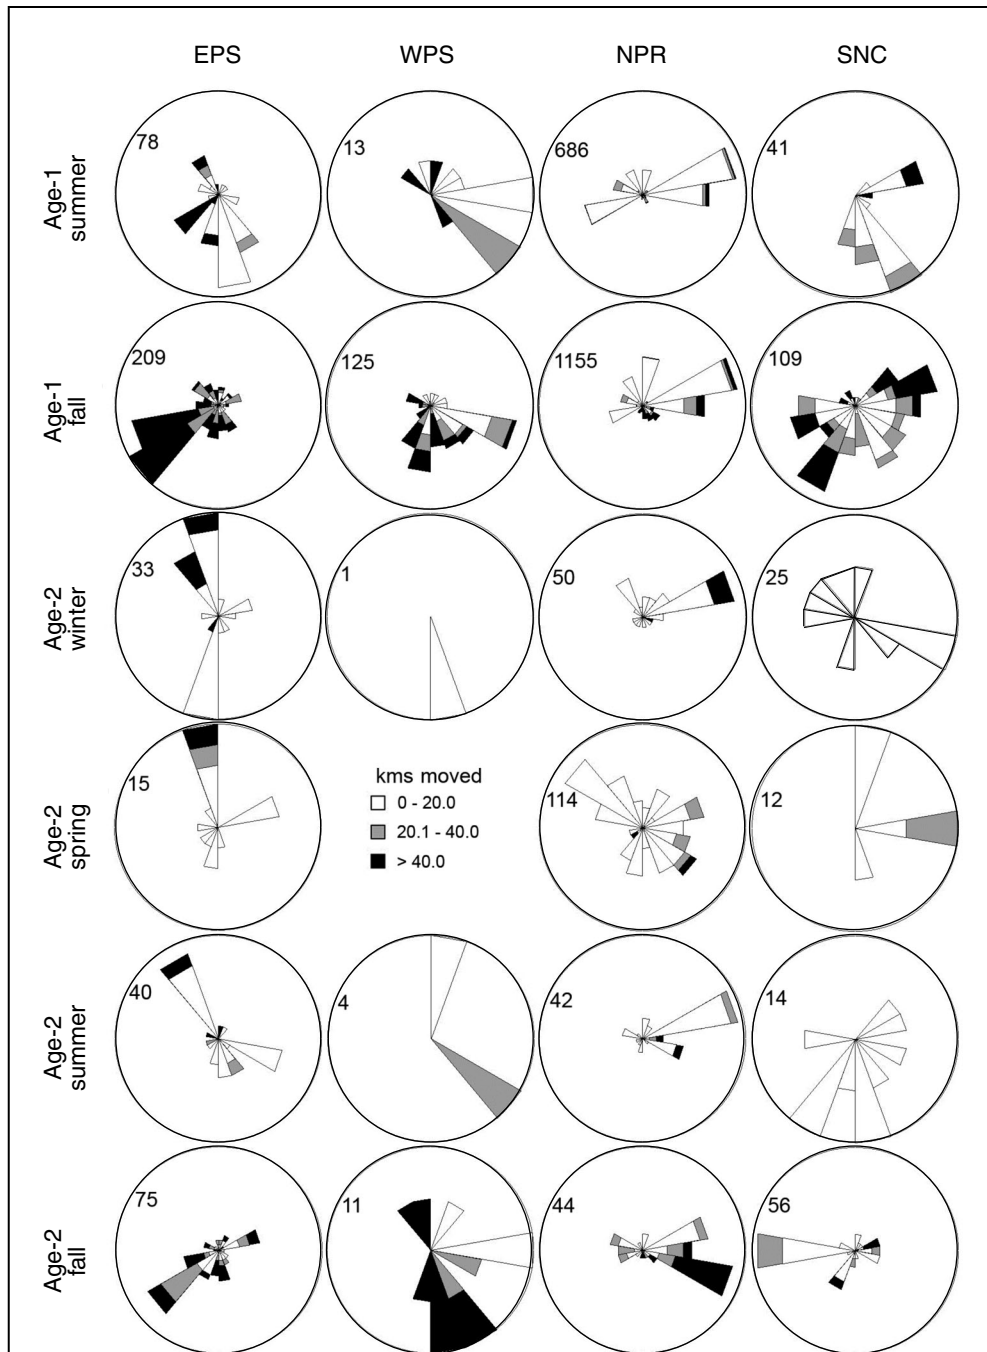 EPS WPS NPR SNC
Age-1
summer
78 13 686 41
Age-1
fall
209 125 1155 109
Age-2
winter
33 1 50 25
Age-2
spring
15 114 12
kms moved
0 - 20.0
20.1 - 40.0
> 40.0
Age-2
summer
40 4 42 14
Age-2
fall
75 11 44 56